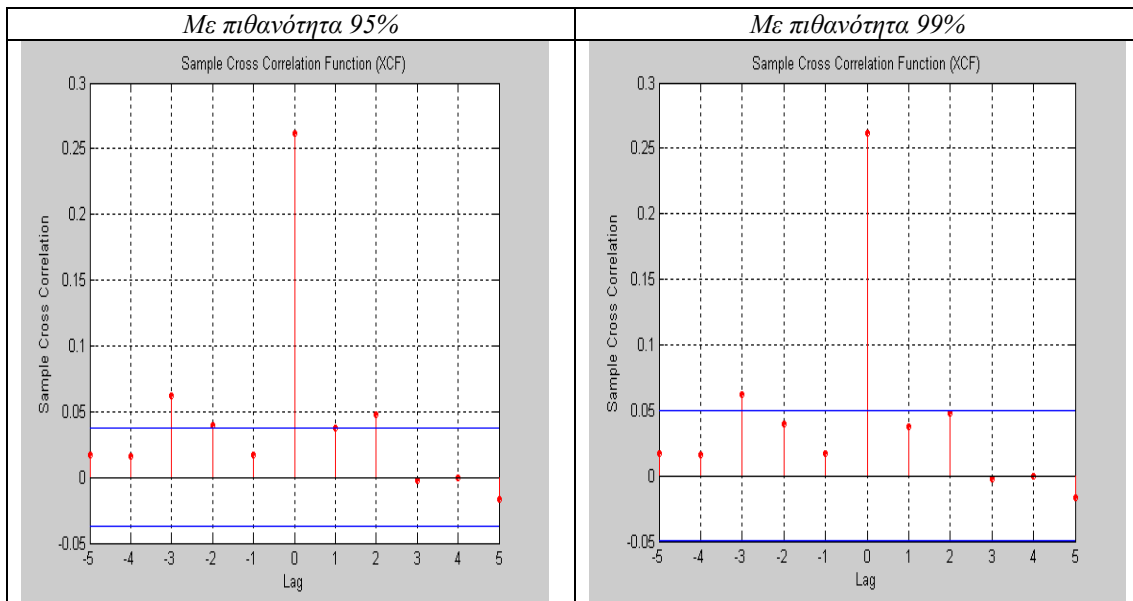 Με πιθανότητα 95%
Με πιθανότητα 99%
Sample Cross Correlation Function (XCF)
Sample Cross Correlation
0.3
0.25
0.2
0.15
0.1
0.05
0
-0.05
-5 -4 -3 -2 -1 0 1 2 3 4 5
Lag
Sample Cross Correlation Function (XCF)
Sample Cross Correlation
0.3
0.25
0.2
0.15
0.1
0.05
0
-0.05
-5 -4 -3 -2 -1 0 1 2 3 4 5
Lag